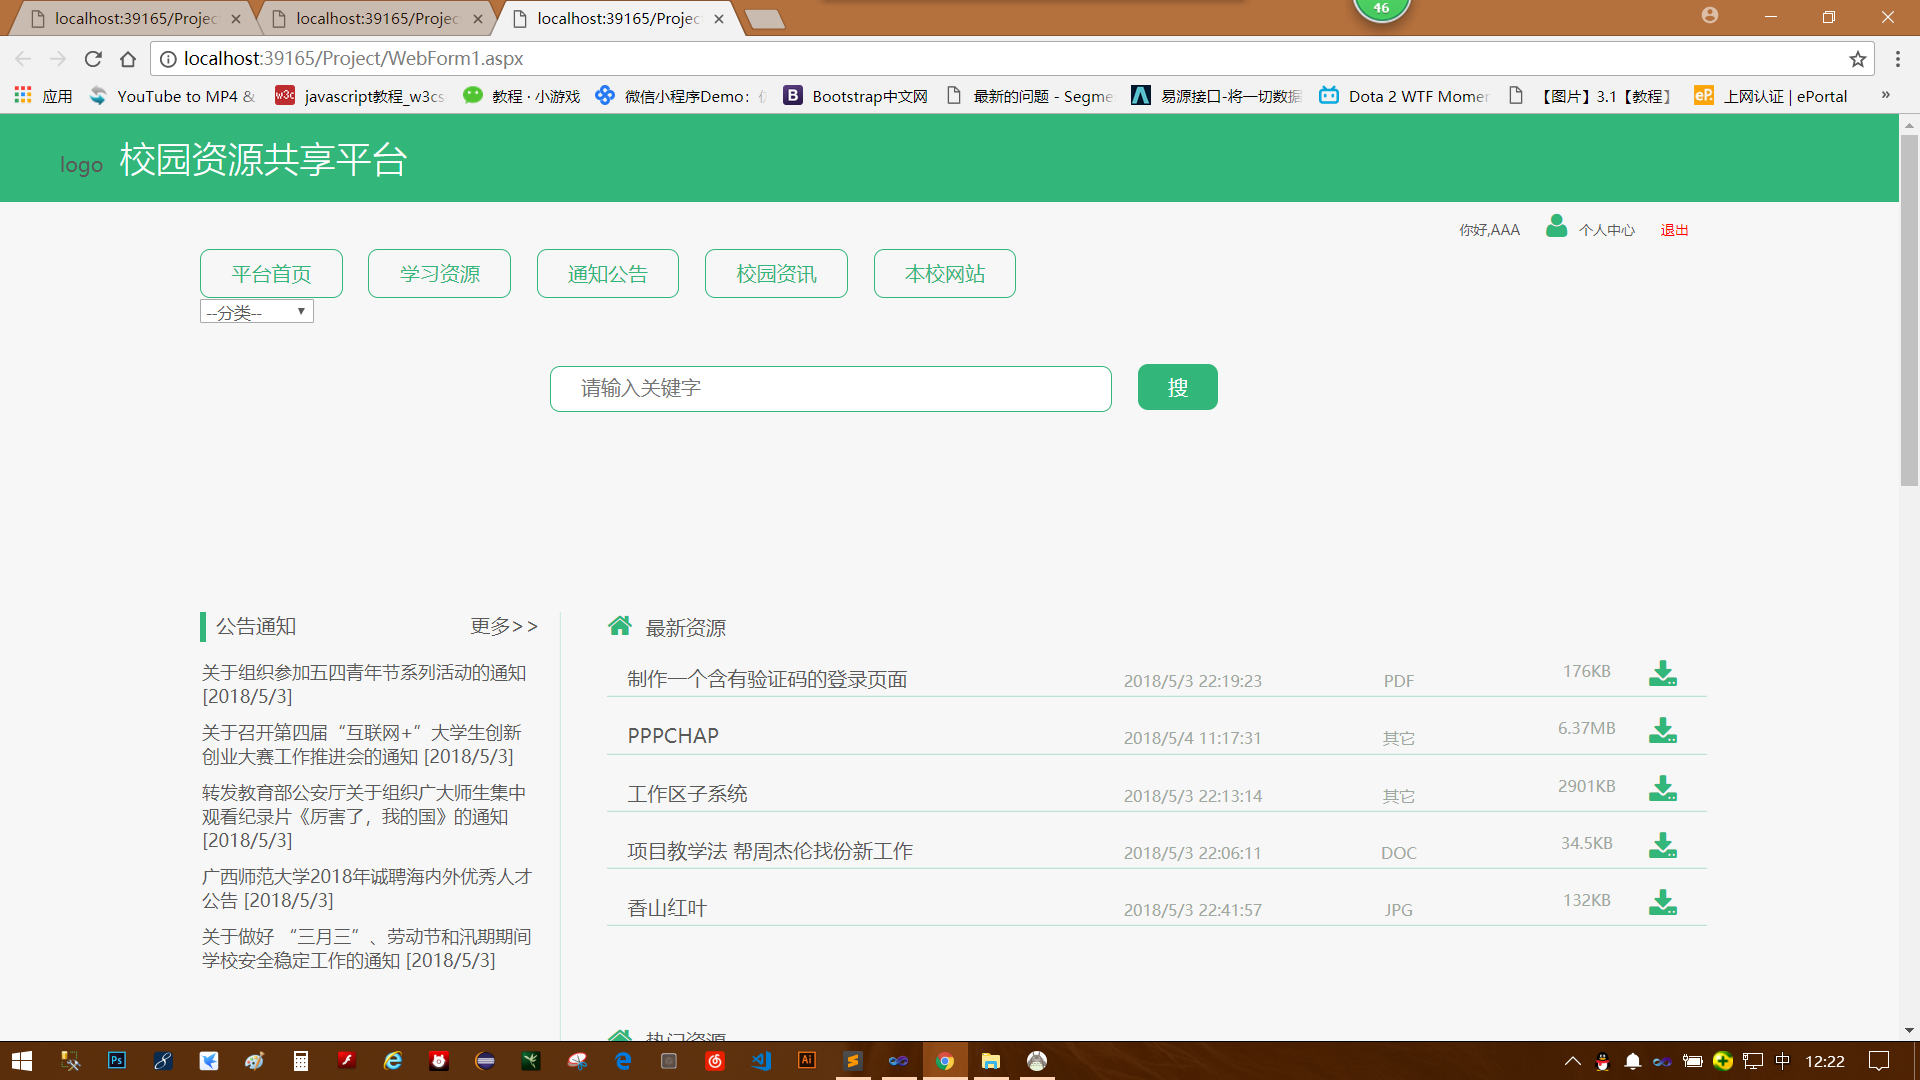 localhost:39165/Projec
localhost:39165/Projec
localhost:39165/Projec
46
localhost:39165/Project/WebForm1.aspx
应用
YouTube to MP4 &
javascript教程_w3cs
教程 · 小游戏
微信小程序Demo:
Bootstrap中文网
最新的问题 - Segme
易源接口-将一切数据
Dota 2 WTF Momer
【图片】3.1【教程】
上网认证 | ePortal
»
logo 校园资源共享平台
你好,AAA 个人中心 退出
平台首页 学习资源 通知公告 校园资讯 本校网站
--分类--
请输入关键字 搜
公告通知 更多>>
关于组织参加五四青年节系列活动的通知
[2018/5/3]
关于召开第四届“互联网+”大学生创新
创业大赛工作推进会的通知 [2018/5/3]
转发教育部公安厅关于组织广大师生集中
观看纪录片《厉害了，我的国》的通知
[2018/5/3]
广西师范大学2018年诚聘海内外优秀人才
公告 [2018/5/3]
关于做好 “三月三”、劳动节和汛期期间
学校安全稳定工作的通知 [2018/5/3]
最新资源
制作一个含有验证码的登录页面 2018/5/3 22:19:23 PDF 176KB
PPPCHAP 2018/5/4 11:17:31 其它 6.37MB
工作区子系统 2018/5/3 22:13:14 其它 2901KB
项目教学法 帮周杰伦找份新工作 2018/5/3 22:06:11 DOC 34.5KB
香山红叶 2018/5/3 22:41:57 JPG 132KB
热门资源
中 12:22